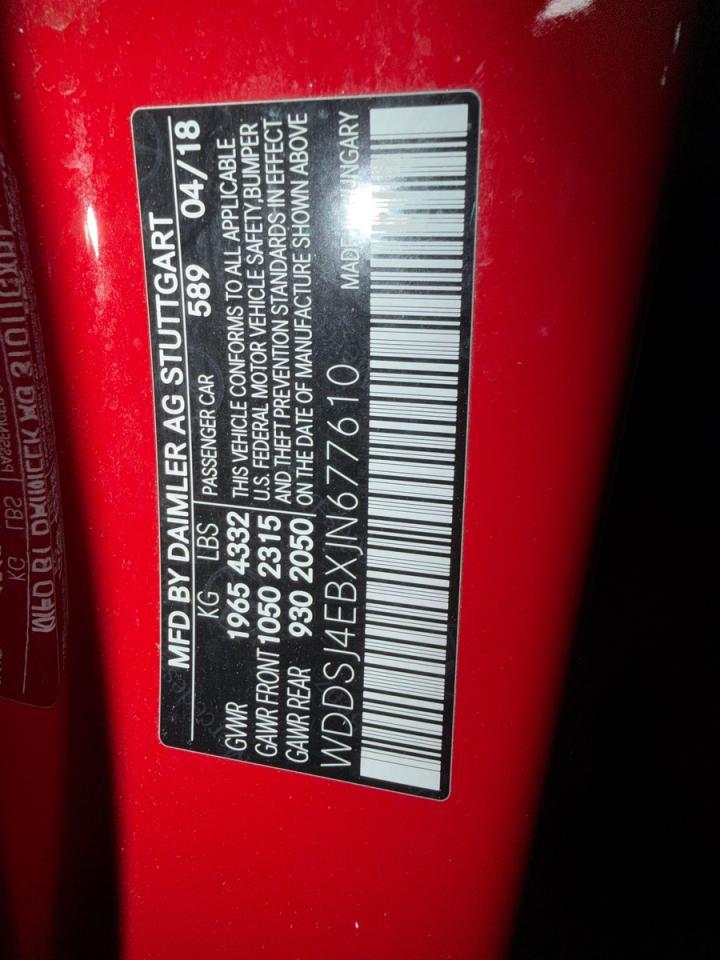 MFD BY DAIMLER AG STUTTGART
KG LBS PASSENGER CAR 589 04/18
GVWR 1965 4332 THIS VEHICLE CONFORMS TO ALL APPLICABLE
GAWR FRONT 1050 2315 U.S. FEDERAL MOTOR VEHICLE SAFETY,BUMPER
AND THEFT PREVENTION STANDARDS IN EFFECT
GAWR REAR 930 2050 ON THE DATE OF MANUFACTURE SHOWN ABOVE
WDDSJ4EBXJN677610